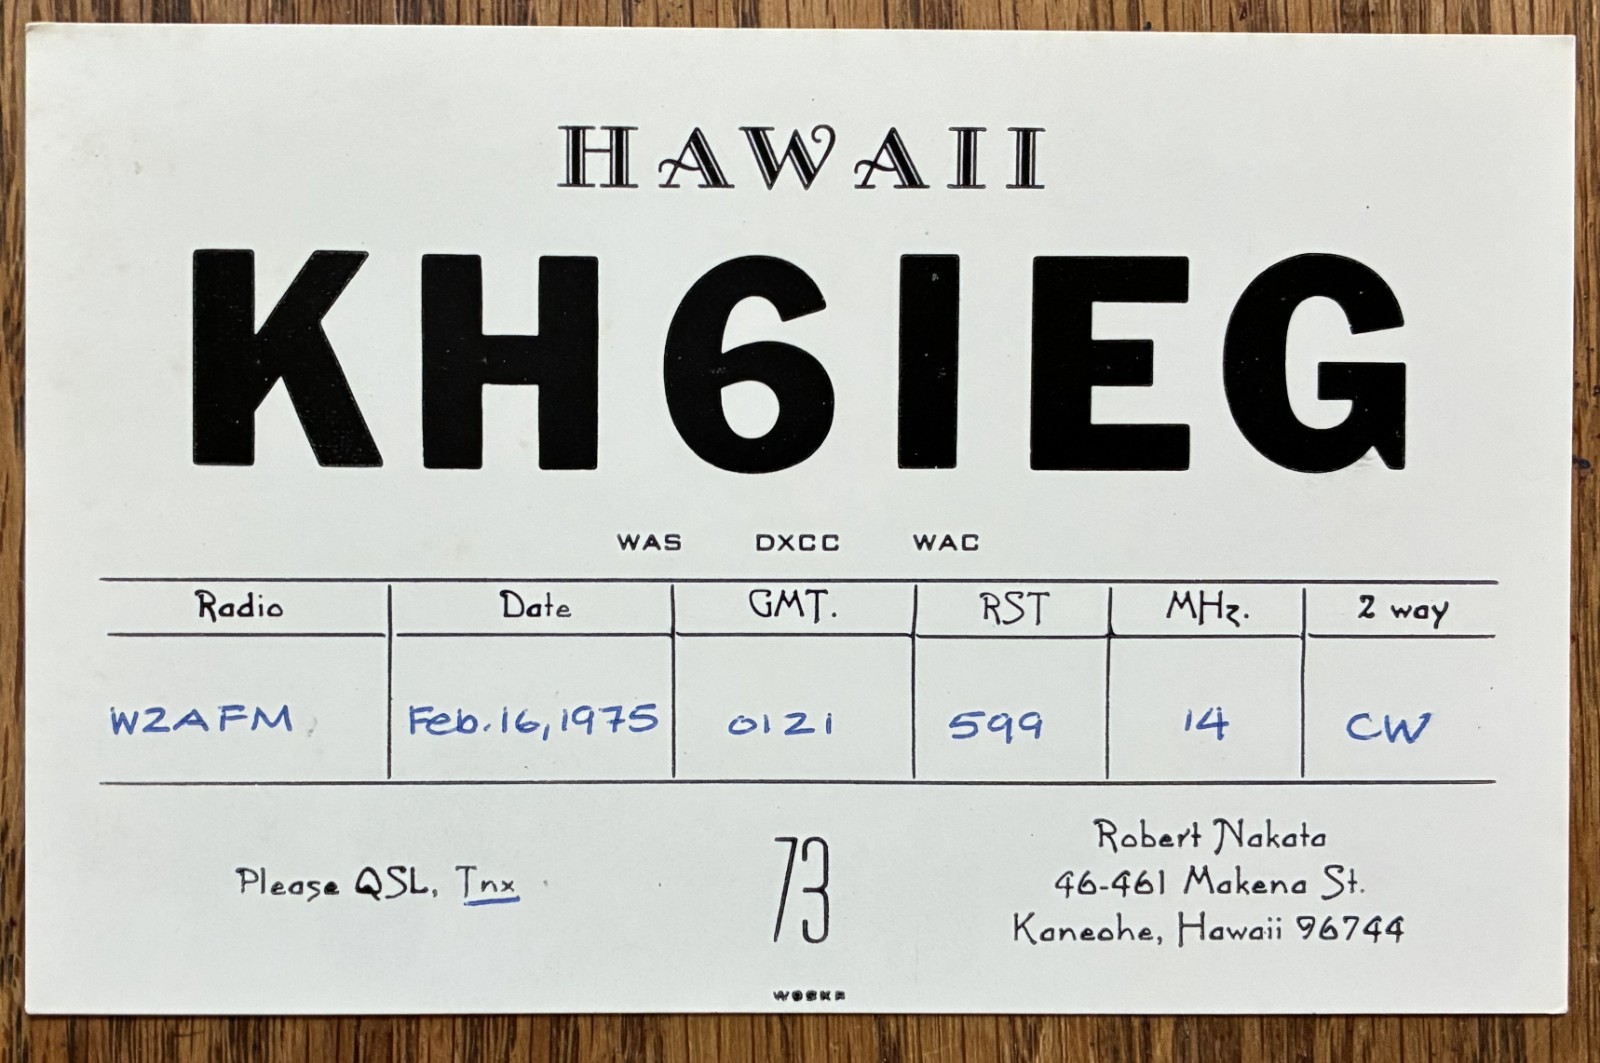 HAWAII
KH6IEG
WAS DXCC WAC
Radio Date GMT. RST MHz. 2 way
W2AFM Feb.16,1975 0121 599 14 CW
Please QSL, Tnx
73
Robert Nakata
46-461 Makena St.
Kaneohe, Hawaii 96744